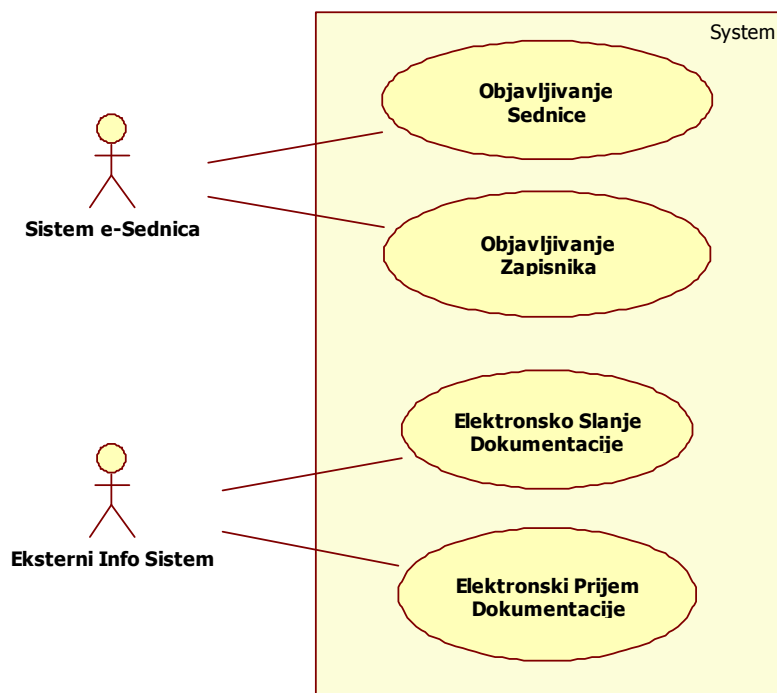 System
Objavljivanje
Sednice
Sistem e-Sednica
Objavljivanje
Zapisnika
Elektronsko Slanje
Dokumentacije
Eksterni Info Sistem
Elektronski Prijem
Dokumentacije